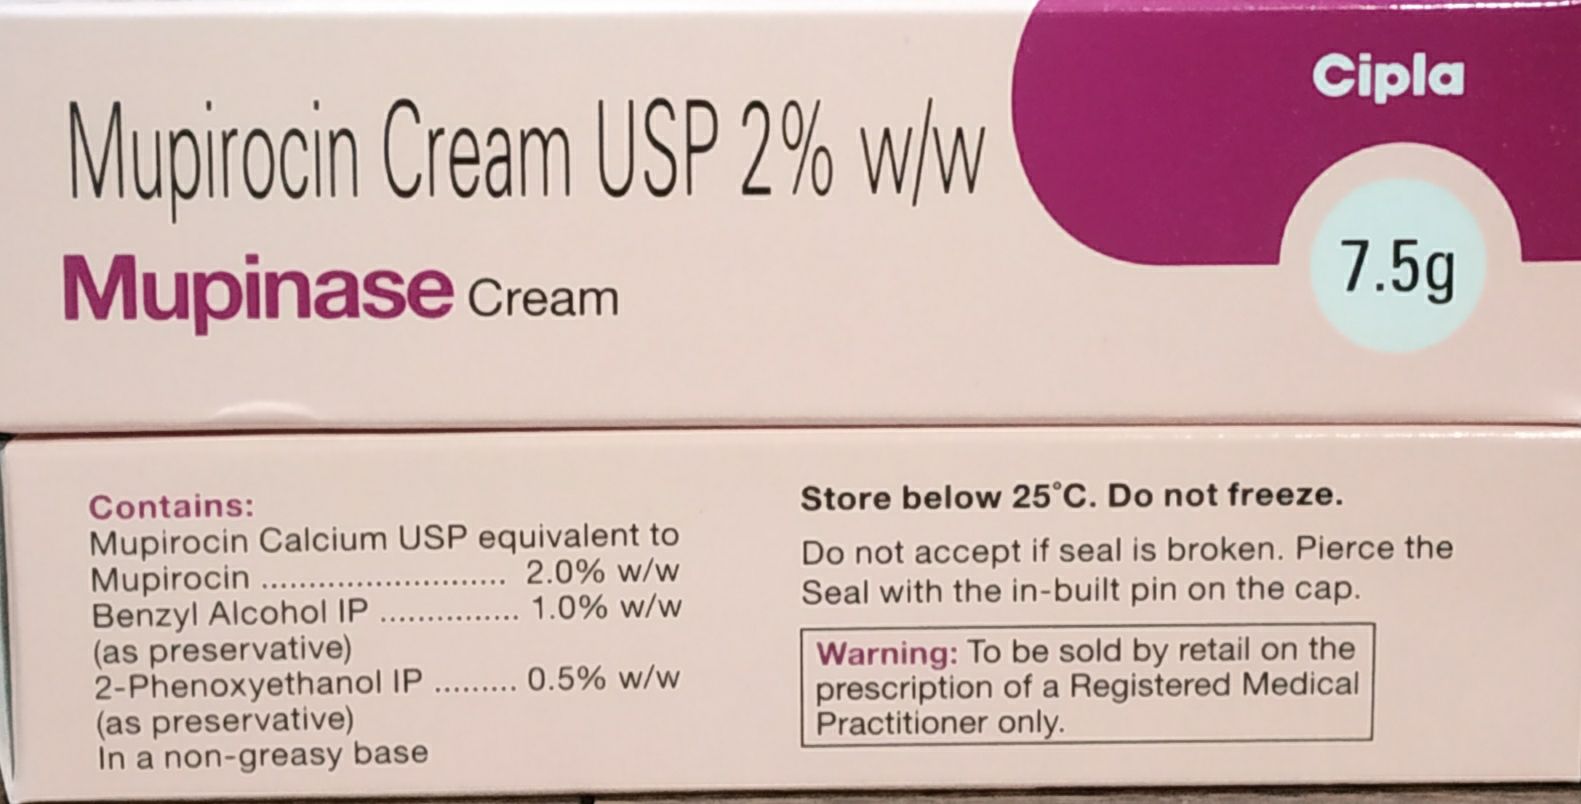 Cipla
Mupirocin Cream USP 2% w/w
Mupinase Cream
7.5g
Contains:
Mupirocin Calcium USP equivalent to
Mupirocin .......................... 2.0% w/w
Benzyl Alcohol IP ............... 1.0% w/w
(as preservative)
2-Phenoxyethanol IP ......... 0.5% w/w
(as preservative)
In a non-greasy base
Store below 25°C. Do not freeze.
Do not accept if seal is broken. Pierce the
Seal with the in-built pin on the cap.
Warning: To be sold by retail on the
prescription of a Registered Medical
Practitioner only.